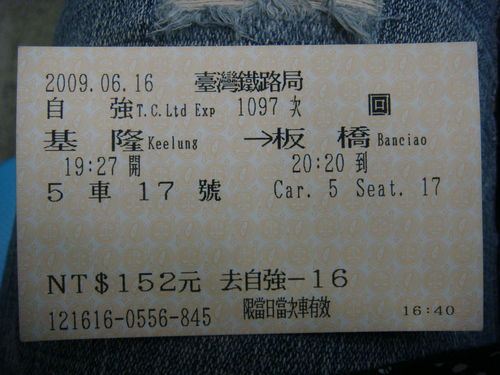 2009.06.16 臺灣鐵路局
自強 T.C.Ltd Exp 1097 次 回
基隆 Keelung →板橋 Banciao
19:27 開 20:20 到
5 車 17 號 Car. 5 Seat. 17
NT$152元 去自強-16
121616-0556-845 限當日當次車有效 16:40